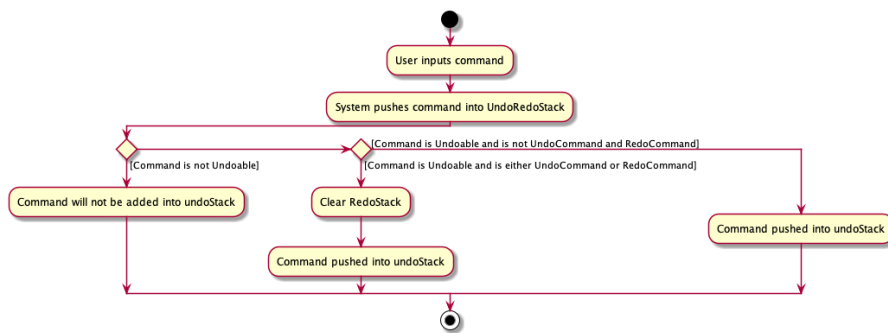 User inputs command
System pushes command into UndoRedoStack
[Command is Undoable and is not UndoCommand and RedoCommand]
[Command is not Undoable]
[Command is Undoable and is either UndoCommand or RedoCommand]
Command will not be added into undoStack
Clear RedoStack
Command pushed into undoStack
Command pushed into undoStack